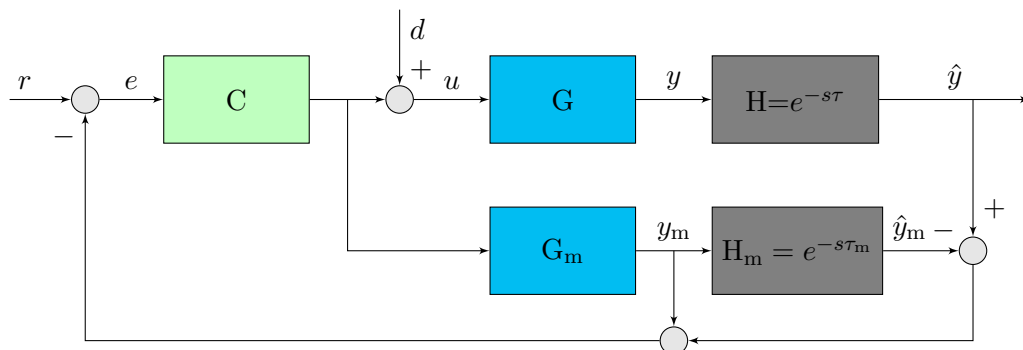 d
r
e
C
+
u
G
y
H=e^{-sτ}
ŷ
−
G_m
y_m
H_m = e^{-sτ_m}
ŷ_m −
+